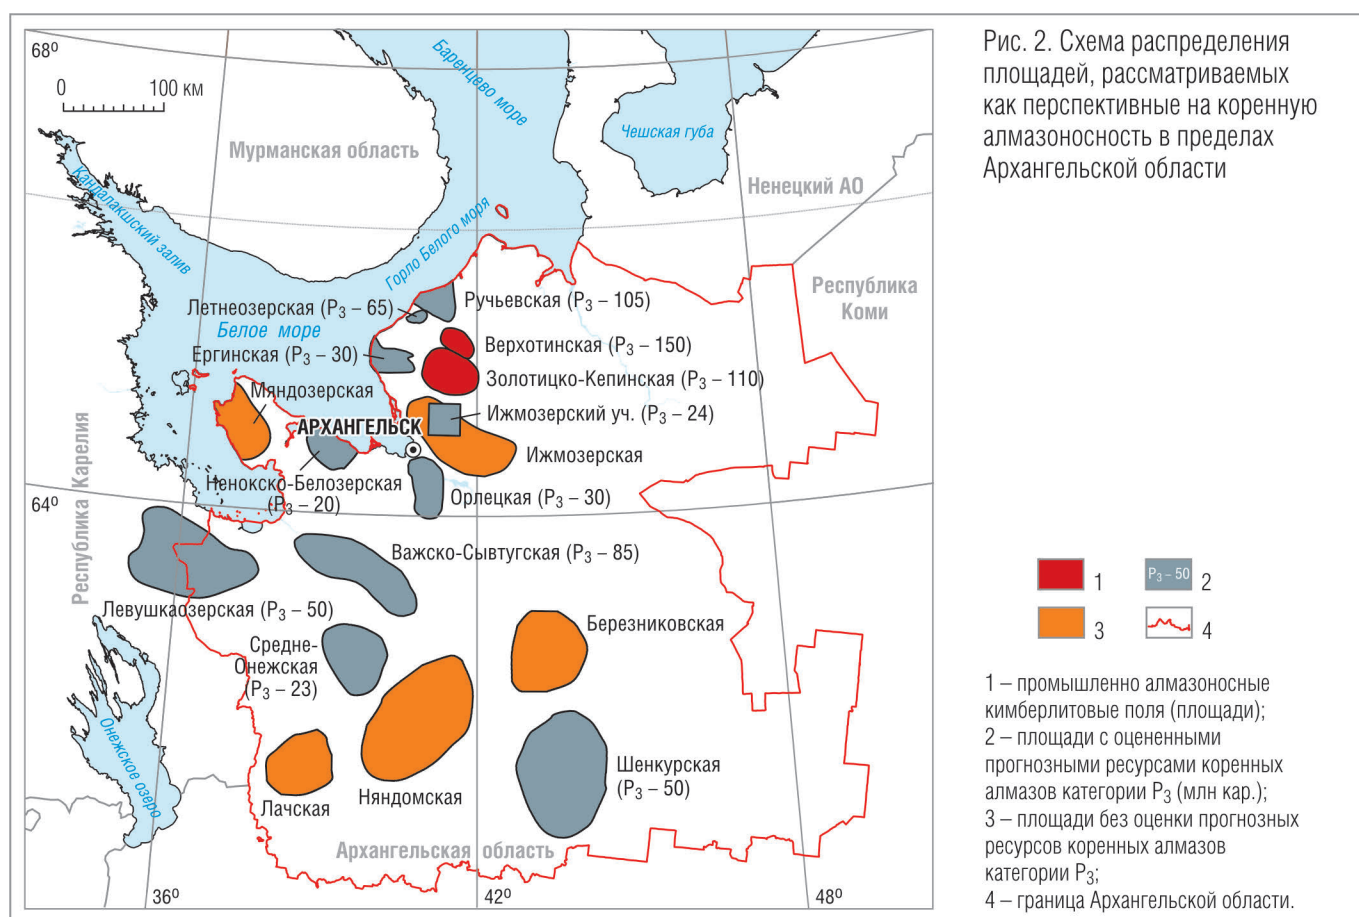 68º
0 100 км
Баренцево море
Чешская губа
Мурманская область
Ненецкий АО
Кандалакшский залив
Горло Белого моря
Республика
Коми
Летнеозерская (P3 – 65)
Ручьевская (P3 – 105)
Белое море
Ергинская (P3 – 30)
Верхотинская (P3 – 150)
Золотицко-Кепинская (P3 – 110)
Мяндозерская
Ижмозерский уч. (P3 – 24)
АРХАНГЕЛЬСК
Ижмозерская
Ненокско-Белозерская
(P3 – 20)
Орлецкая (P3 – 30)
64º
Республика Карелия
Важско-Сывтугская (P3 – 85)
Левушкаозерская (P3 – 50)
Березниковская
Средне-
Онежская
(P3 – 23)
Онежское озеро
Шенкурская
(P3 – 50)
Няндомская
Лачская
Архангельская область
36º
42º
48º
Рис. 2. Схема распределения
площадей, рассматриваемых
как перспективные на коренную
алмазоносность в пределах
Архангельской области
1
P3 – 50 2
3
4
1 – промышленно алмазоносные
кимберлитовые поля (площади);
2 – площади с оцененными
прогнозными ресурсами коренных
алмазов категории P3 (млн кар.);
3 – площади без оценки прогнозных
ресурсов коренных алмазов
категории P3;
4 – граница Архангельской области.